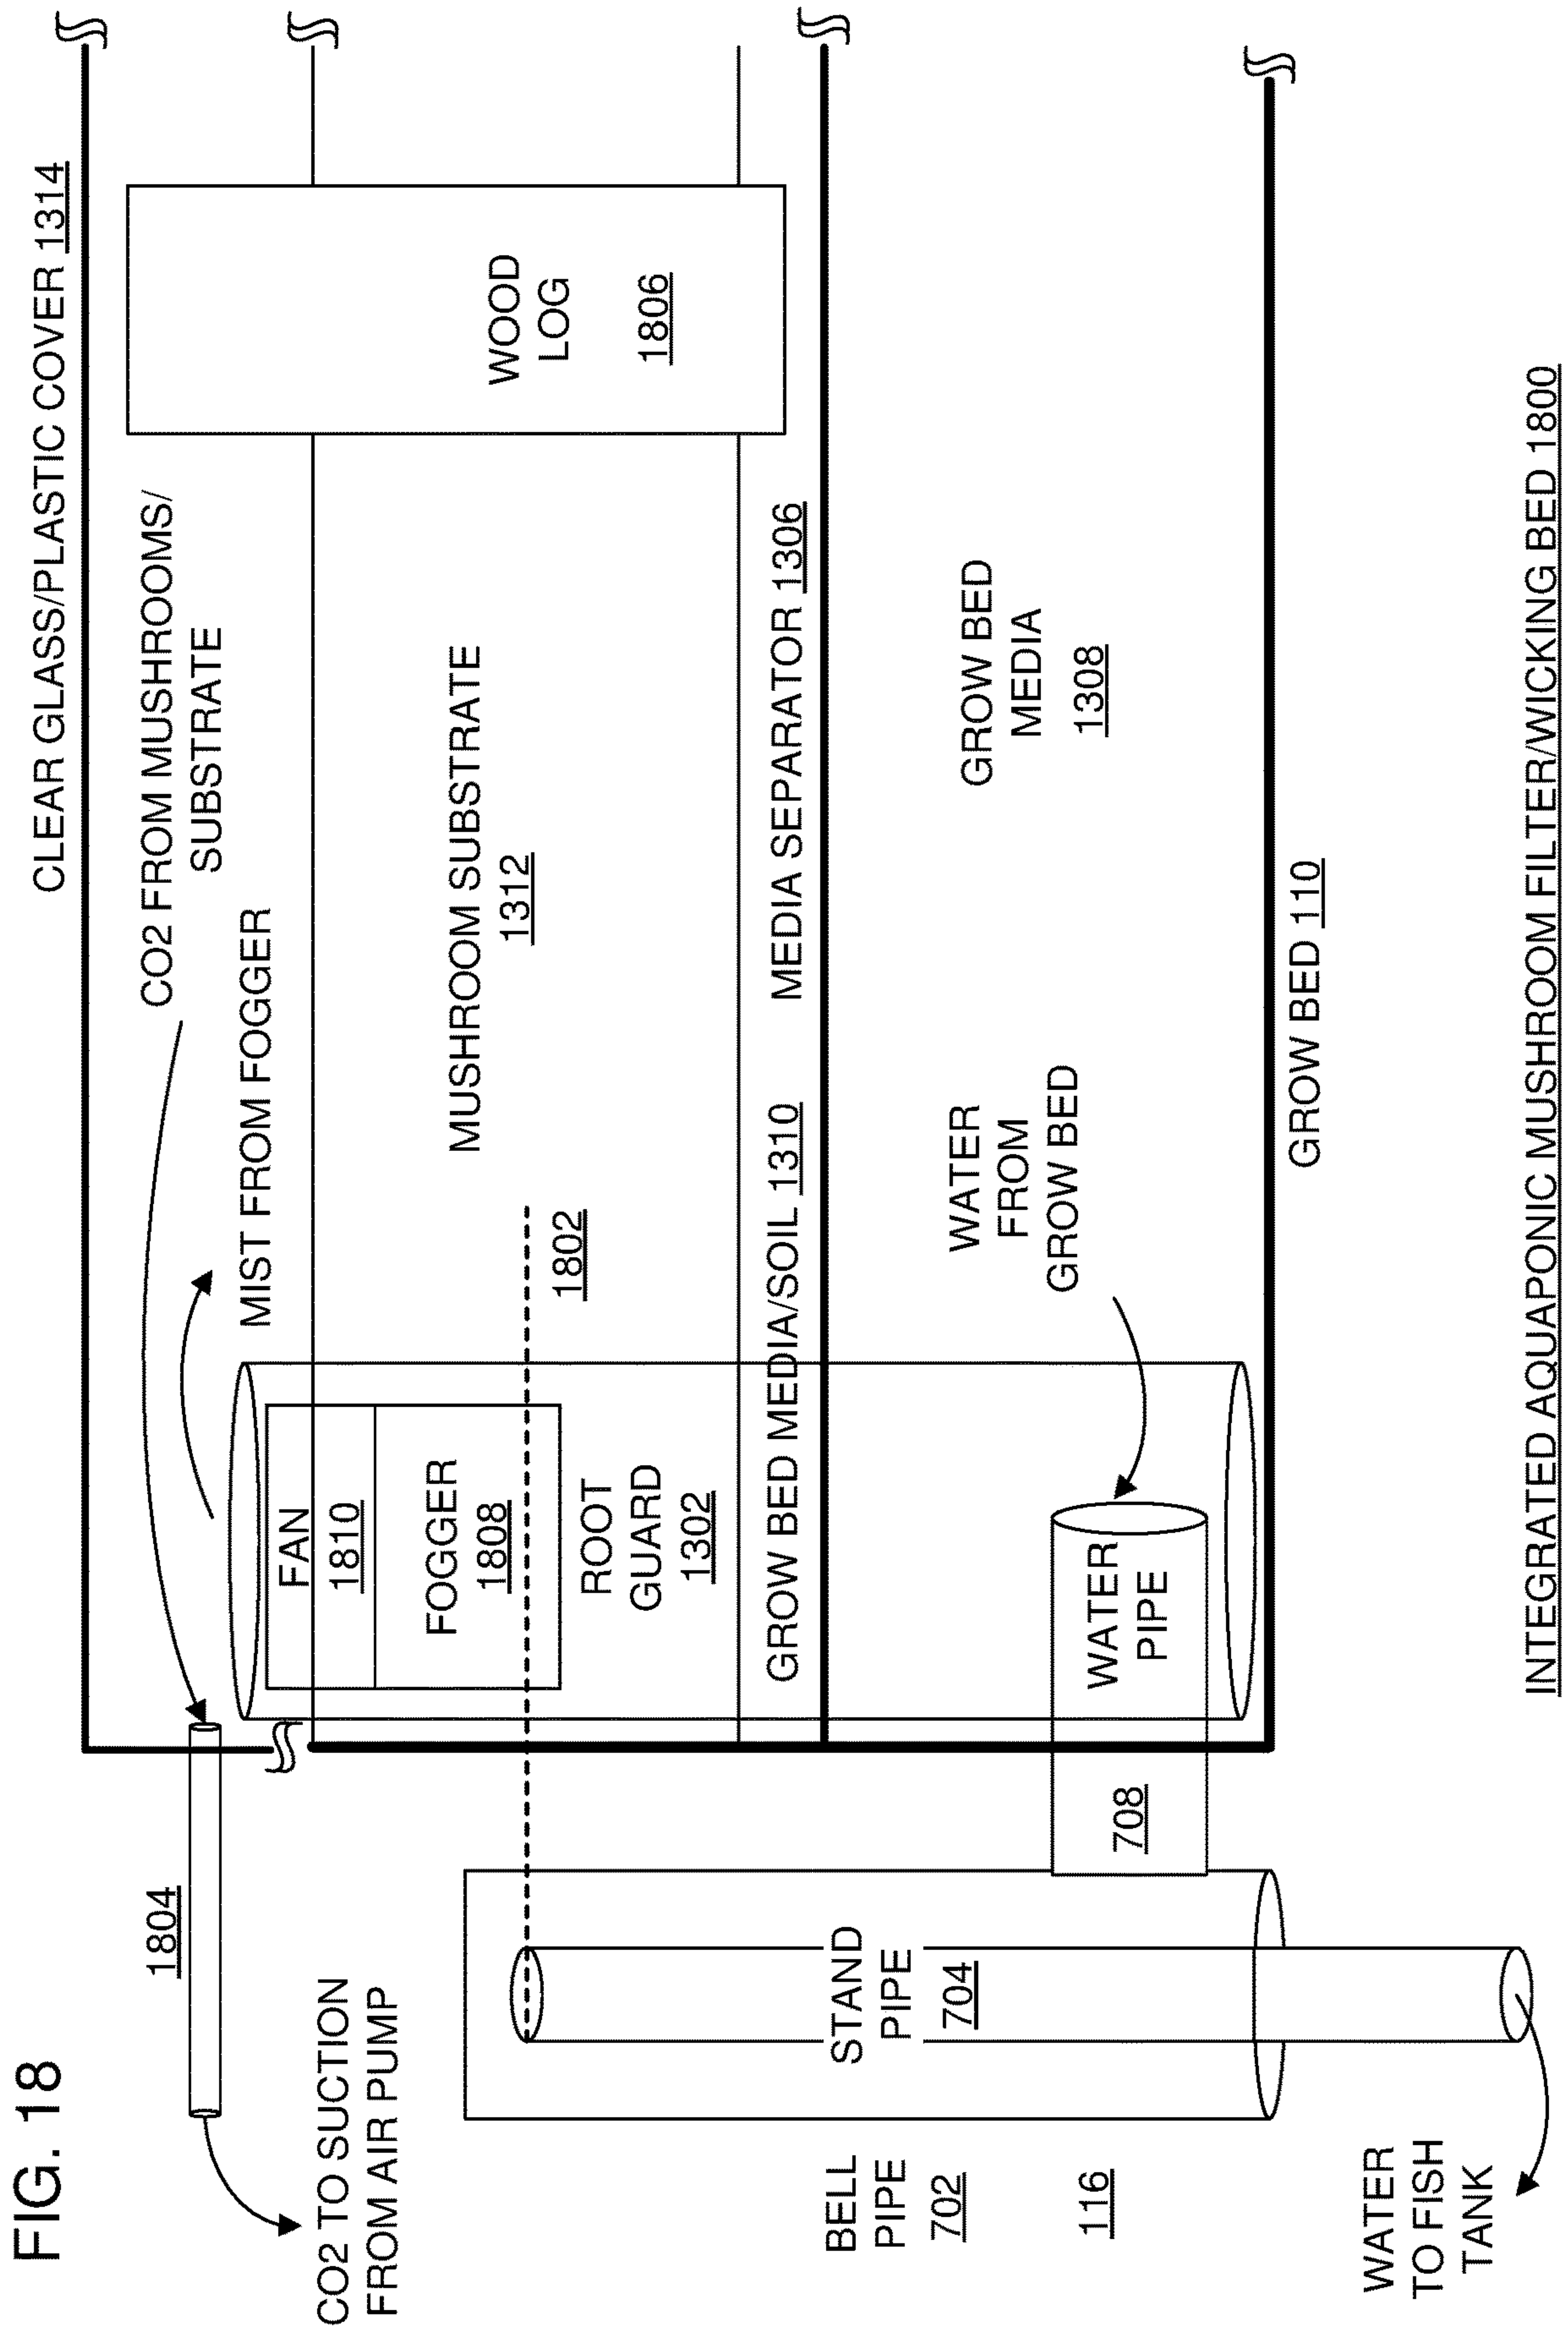 FIG. 18
CLEAR GLASS/PLASTIC COVER 1314
1804
CO2 FROM MUSHROOMS/
SUBSTRATE
MIST FROM FOGGER
CO2 TO SUCTION
FROM AIR PUMP
FAN
1810
FOGGER
1808
ROOT
GUARD
1302
1802
MUSHROOM SUBSTRATE
1312
WOOD
LOG
1806
GROW BED MEDIA/SOIL 1310
MEDIA SEPARATOR 1306
BELL
PIPE
702
116
STAND
PIPE
704
708
WATER
PIPE
WATER
FROM
GROW BED
GROW BED
MEDIA
1308
GROW BED 110
WATER
TO FISH
TANK
INTEGRATED AQUAPONIC MUSHROOM FILTER/WICKING BED 1800